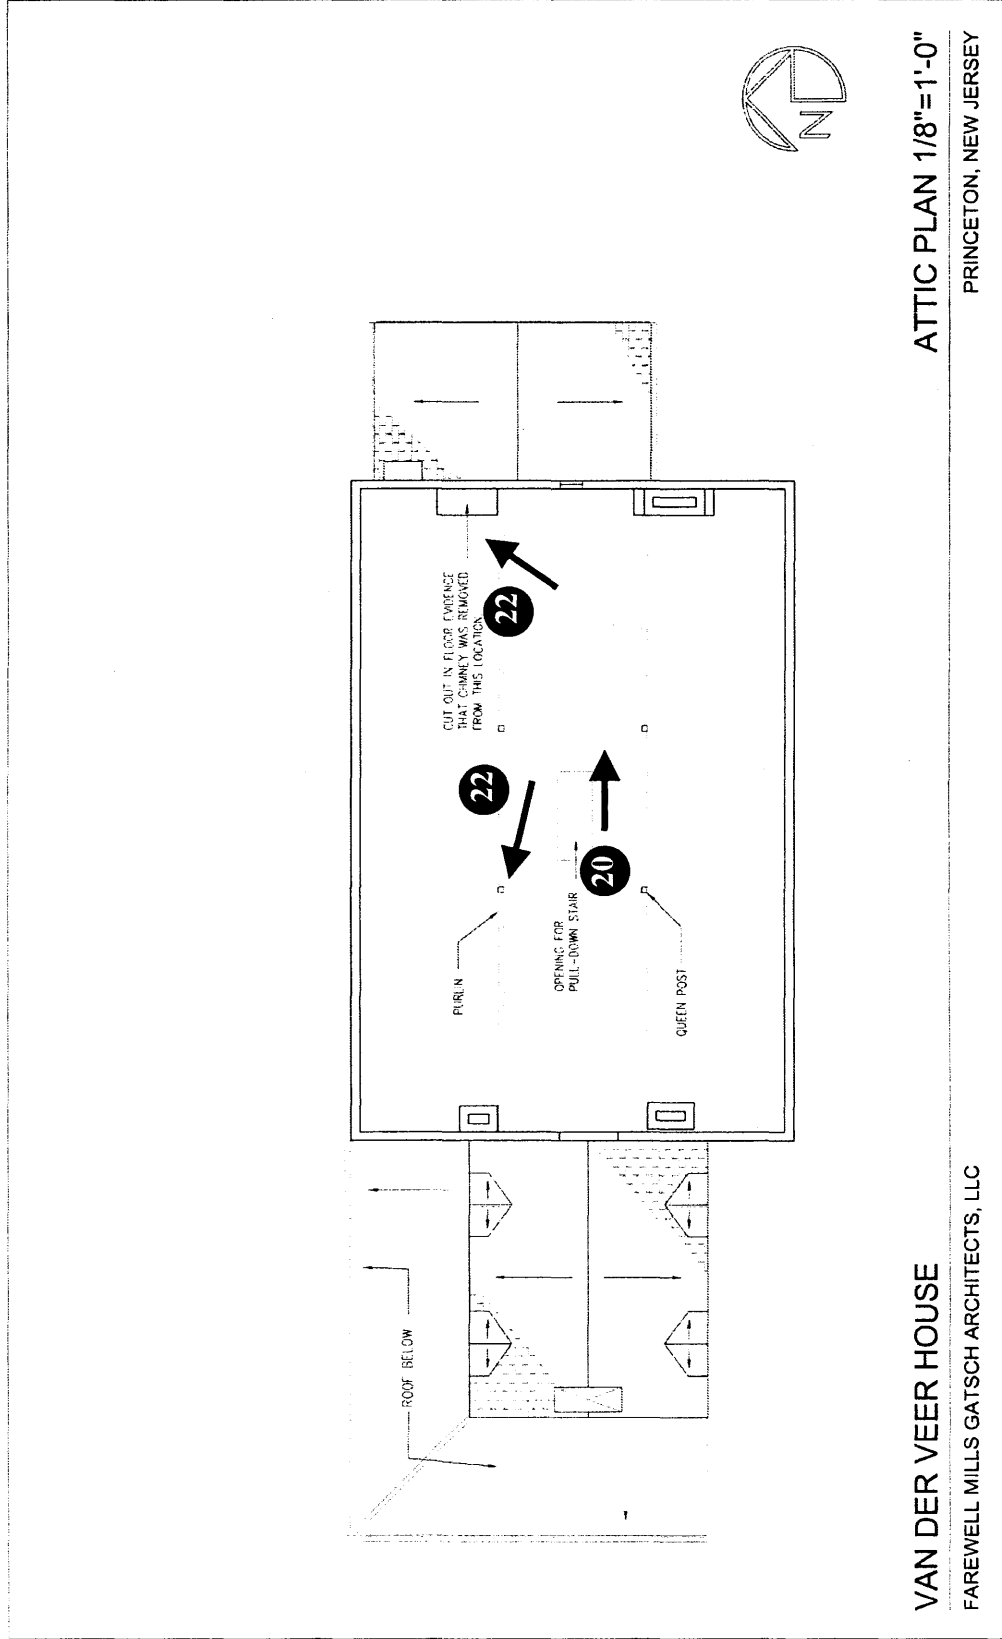 CUT OUT IN FLOOR EVIDENCE
THAT CHIMNEY WAS REMOVED
FROM THIS LOCATION
22
22
PURLIN
OPENING FOR
PULL-DOWN STAIR
20
QUEEN POST
ROOF BELOW
N
VAN DER VEER HOUSE
ATTIC PLAN 1/8"=1'-0"
FAREWELL MILLS GATSCH ARCHITECTS, LLC
PRINCETON, NEW JERSEY